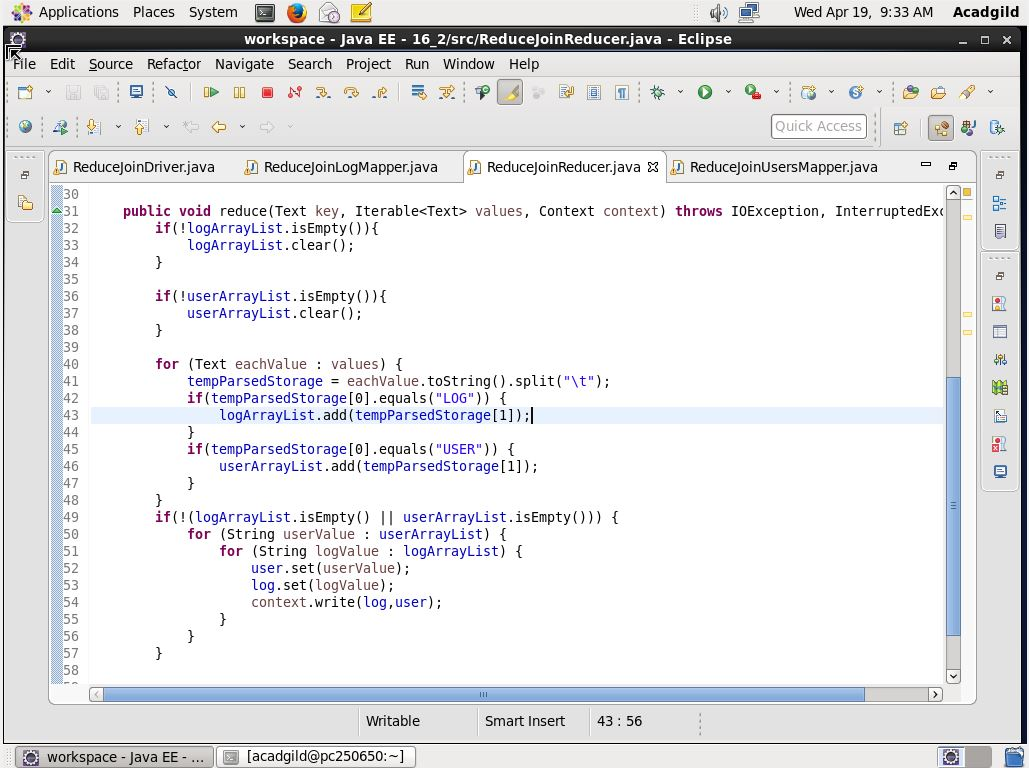 Applications Places System Wed Apr 19, 9:33 AM Acadgild
workspace - Java EE - 16_2/src/ReduceJoinReducer.java - Eclipse
File Edit Source Refactor Navigate Search Project Run Window Help
Quick Access
ReduceJoinDriver.java ReduceJoinLogMapper.java ReduceJoinReducer.java ReduceJoinUsersMapper.java
30
31 public void reduce(Text key, Iterable<Text> values, Context context) throws IOException, InterruptedExc
32 if(!logArrayList.isEmpty()){
33 logArrayList.clear();
34 }
35
36 if(!userArrayList.isEmpty()){
37 userArrayList.clear();
38 }
39
40 for (Text eachValue : values) {
41 tempParsedStorage = eachValue.toString().split("\t");
42 if(tempParsedStorage[0].equals("LOG")) {
43 logArrayList.add(tempParsedStorage[1]);
44 }
45 if(tempParsedStorage[0].equals("USER")) {
46 userArrayList.add(tempParsedStorage[1]);
47 }
48 }
49 if(!(logArrayList.isEmpty() || userArrayList.isEmpty())) {
50 for (String userValue : userArrayList) {
51 for (String logValue : logArrayList) {
52 user.set(userValue);
53 log.set(logValue);
54 context.write(log,user);
55 }
56 }
57 }
58
Writable Smart Insert 43 : 56
workspace - Java EE - ... [acadgild@pc250650:~]